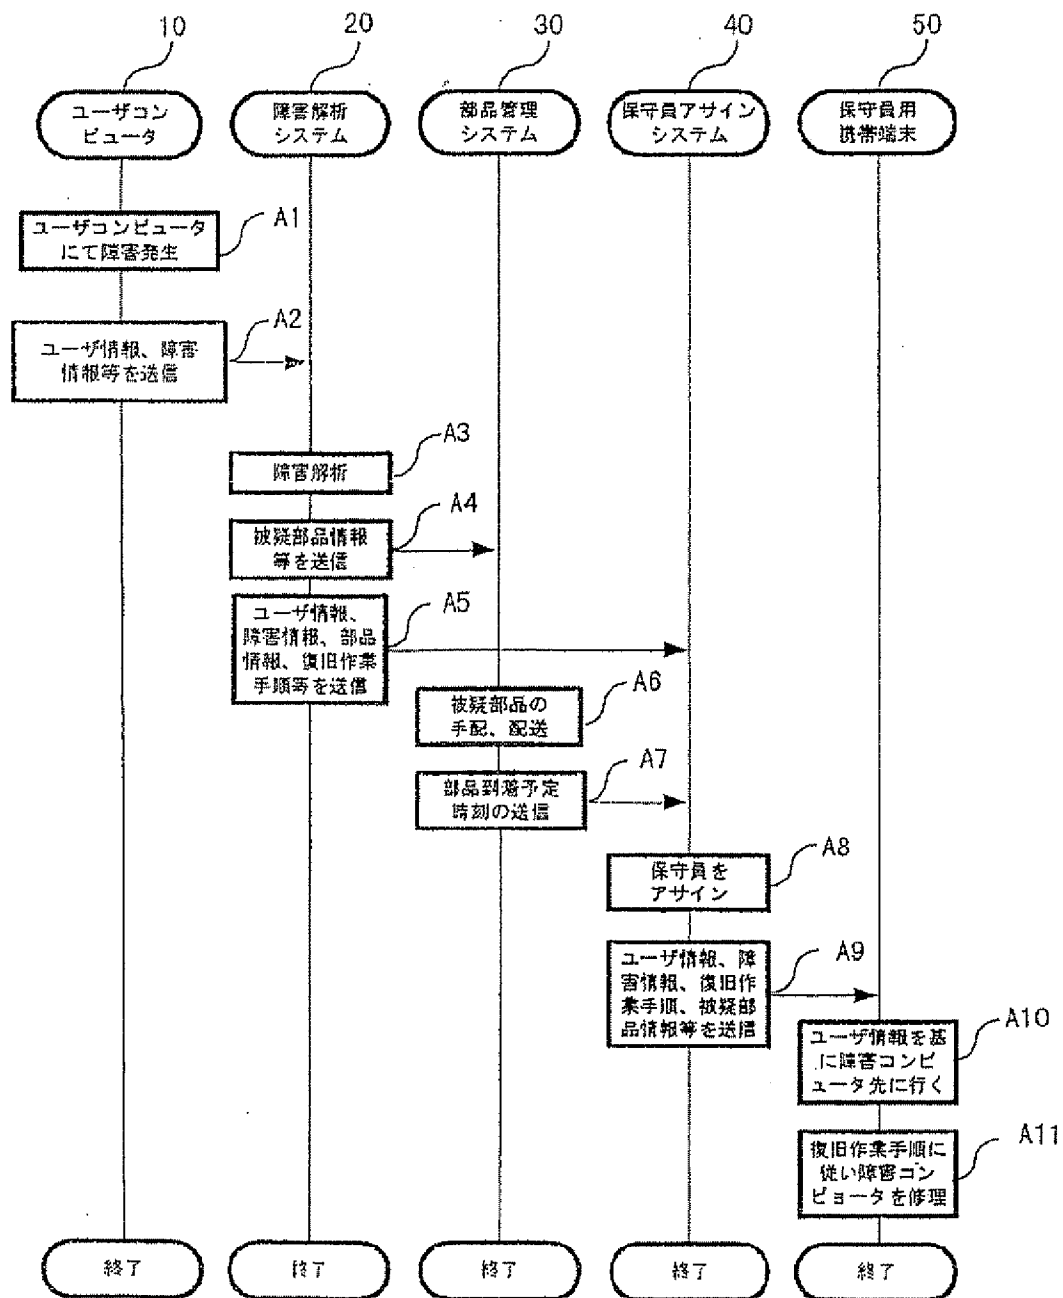 10
20
30
40
50
ユーザコン
ピュータ
障害解析
システム
部品管理
システム
保守員アサイン
システム
保守員用
携帯端末
A1
ユーザコンピュータ
にて障害発生
A2
ユーザ情報、障害
情報等を送信
A3
障害解析
A4
被疑部品情報
等を送信
A5
ユーザ情報、
障害情報、部品
情報、復旧作業
手順等を送信
A6
被疑部品の
手配、配送
A7
部品到着予定
時刻の送信
A8
保守員を
アサイン
A9
ユーザ情報、障
害情報、復旧作
業手順、被疑部
品情報等を送信
A10
ユーザ情報を基
に障害コンピ
ュータ先に行く
A11
復旧作業手順に
従い障害コン
ピョータを修理
終了
終了
終了
終了
終了